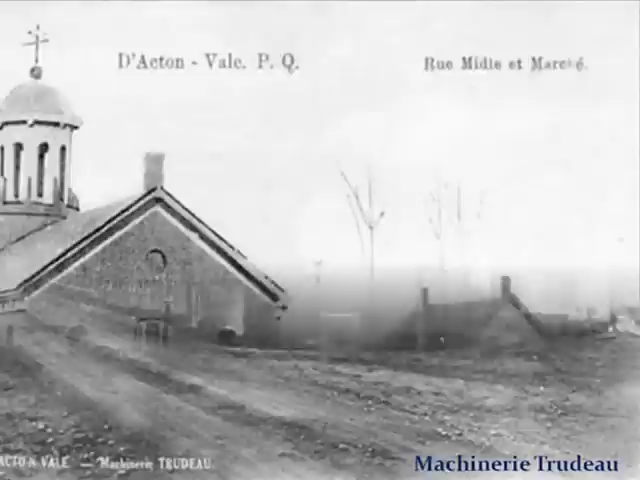 D'Acton - Vale. P. Q.
Rue Midie et Marché.
ACTON VALE. — Machinerie TRUDEAU.
Machinerie Trudeau